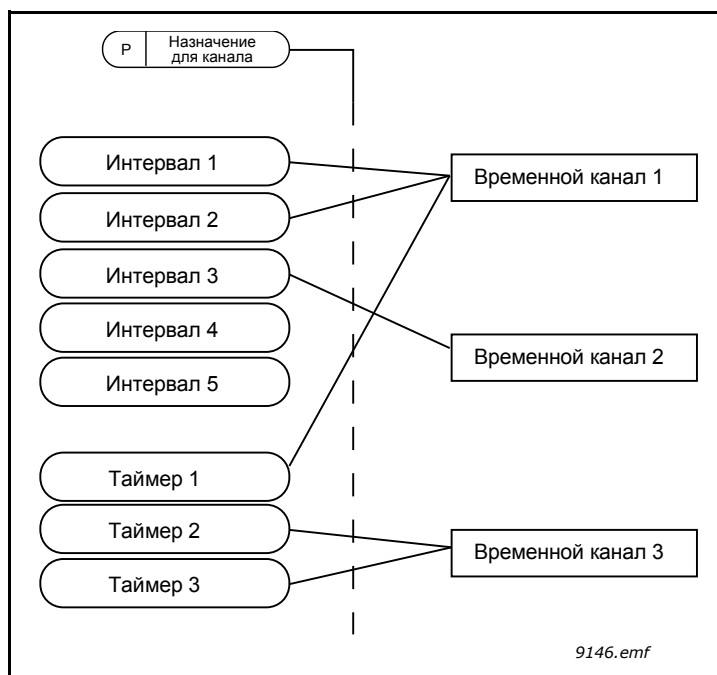 P
Назначение
для канала
Интервал 1
Интервал 2
Интервал 3
Интервал 4
Интервал 5
Таймер 1
Таймер 2
Таймер 3
Временной канал 1
Временной канал 2
Временной канал 3
9146.emf